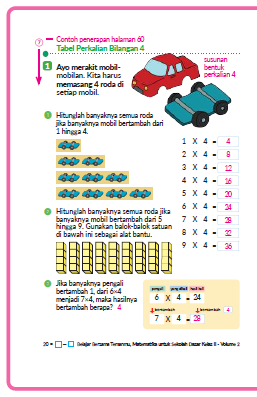 7 Contoh penerapan halaman 60
Tabel Perkalian Bilangan 4
susunan
bentuk
perkalian 4
1 Ayo merakit mobil-
mobilan. Kita harus
memasang 4 roda di
setiap mobil.
1 Hitunglah banyaknya semua roda
jika banyaknya mobil bertambah dari
1 hingga 4.
1 X 4 = 4
2 X 4 = 8
3 X 4 = 12
4 X 4 = 16
5 X 4 = 20
6 X 4 = 24
7 X 4 = 28
8 X 4 = 32
9 X 4 = 36
2 Hitunglah banyaknya semua roda jika
banyaknya mobil bertambah dari 5
hingga 9. Gunakan balok-balok satuan
di bawah ini sebagai alat bantu.
3 Jika banyaknya pengali
bertambah 1, dari 6×4
menjadi 7×4, maka hasilnya
bertambah berapa? 4
pengali yang dikali hasil kali
6 X 4 = 24
bertambah bertambah 4
7 X 4 = 28
20 = □ - □ Belajar Bersama Temanmu, Matematika untuk Sekolah Dasar Kelas II - Volume 2